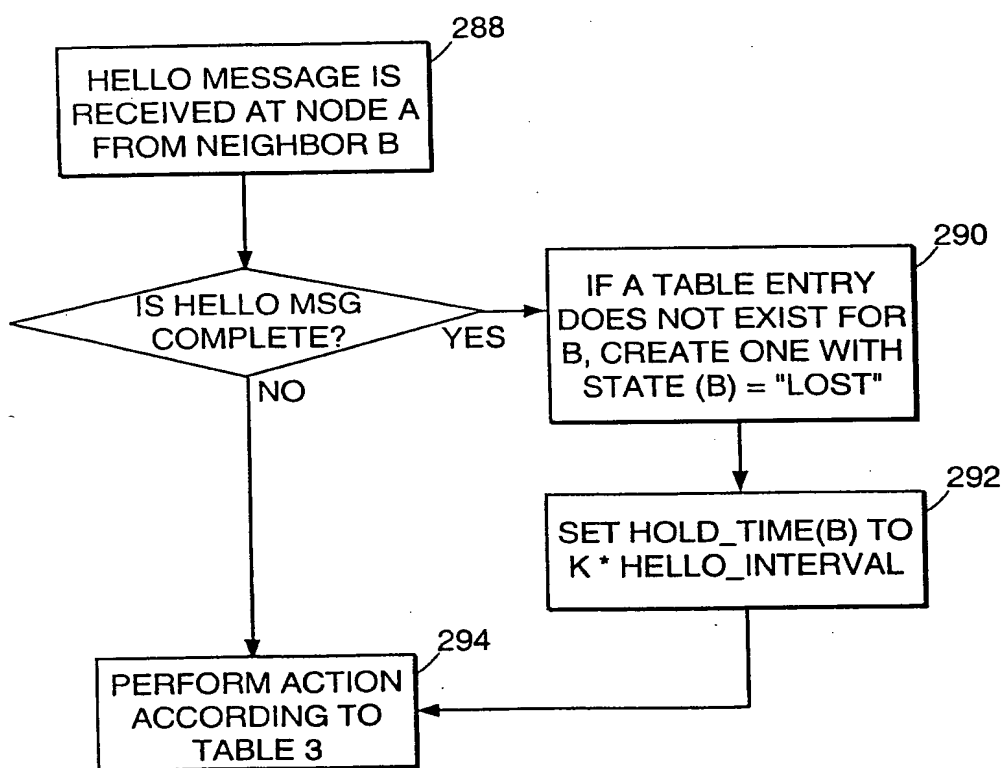 288
HELLO MESSAGE IS
RECEIVED AT NODE A
FROM NEIGHBOR B
IS HELLO MSG
COMPLETE?
YES
NO
290
IF A TABLE ENTRY
DOES NOT EXIST FOR
B, CREATE ONE WITH
STATE (B) = "LOST"
292
SET HOLD_TIME(B) TO
K * HELLO_INTERVAL
294
PERFORM ACTION
ACCORDING TO
TABLE 3